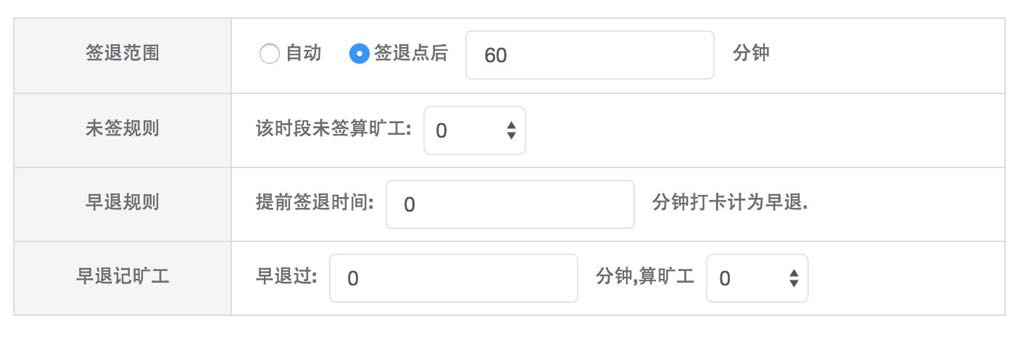 签退范围 自动 签退点后 60 分钟
未签规则 该时段未签算旷工: 0
早退规则 提前签退时间: 0 分钟打卡计为早退.
早退记旷工 早退过: 0 分钟,算旷工 0